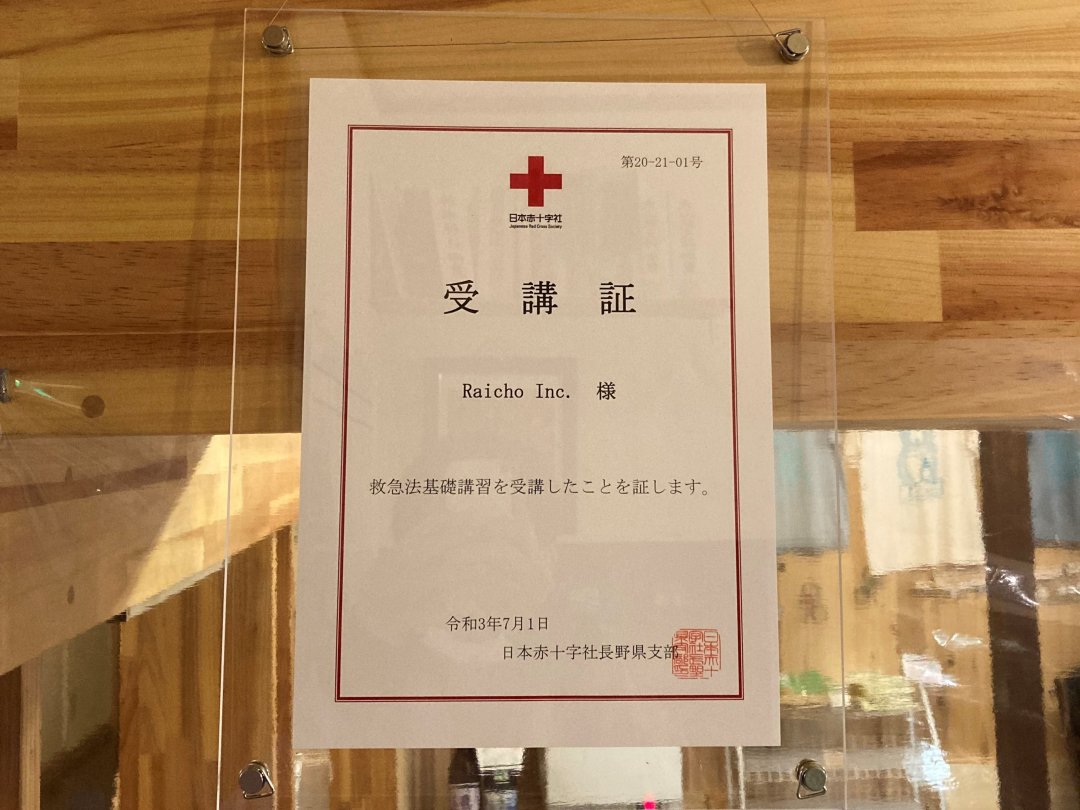 第20-21-01号
日本赤十字社
Japanese Red Cross Society
受講証
Raicho Inc. 様
救急法基礎講習を受講したことを証します。
令和3年7月1日
日本赤十字社長野県支部